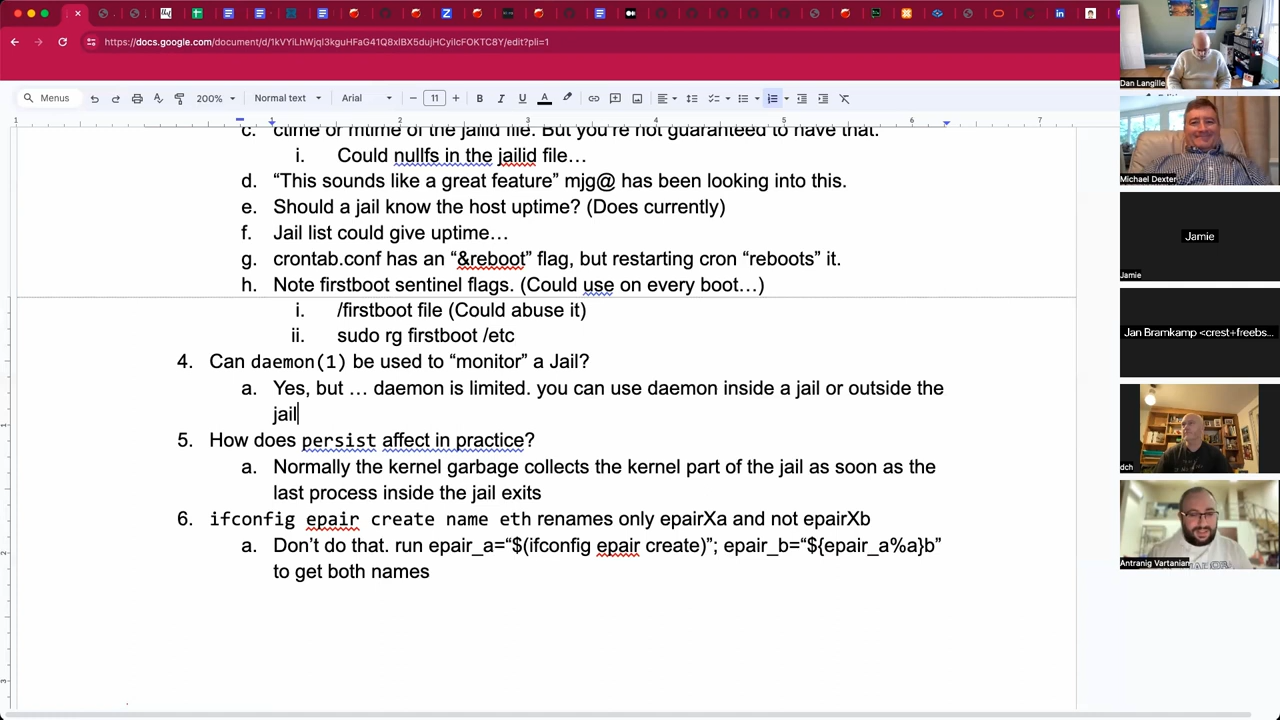 https://docs.google.com/document/d/1kVYiLhWjqI3kguHFaG41Q8xIBX5dujHCyiIcFOKTC8Y/edit?pli=1
Menus
200%
Normal text
Arial
11
1
2
3
4
5
6
7
c. ctime or mtime of the jailid file. But you're not guaranteed to have that.
i. Could nullfs in the jailid file…
d. “This sounds like a great feature” mjg@ has been looking into this.
e. Should a jail know the host uptime? (Does currently)
f. Jail list could give uptime…
g. crontab.conf has an “&reboot” flag, but restarting cron “reboots” it.
h. Note firstboot sentinel flags. (Could use on every boot…)
i. /firstboot file (Could abuse it)
ii. sudo rg firstboot /etc
4. Can daemon(1) be used to “monitor” a Jail?
a. Yes, but … daemon is limited. you can use daemon inside a jail or outside the
jail
5. How does persist affect in practice?
a. Normally the kernel garbage collects the kernel part of the jail as soon as the
last process inside the jail exits
6. ifconfig epair create name eth renames only epairXa and not epairXb
a. Don’t do that. run epair_a=“$(ifconfig epair create)”; epair_b=“${epair_a%a}b”
to get both names
Dan Langille
Michael Dexter
Jamie
Jamie
Jan Bramkamp <crest+freebs...
dch
Antranig Vartanian